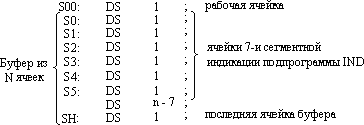 S00: DS 1 ; рабочая ячейка
S0: DS 1 ;
S1: DS 1 ;
S2: DS 1 ; ячейки 7-и сегментной
Буфер из S3: DS 1 ; индикации подпрограммы IND
N ячеек S4: DS 1 ;
S5: DS 1 ;
DS n - 7 ;
SH: DS 1 ; последняя ячейка буфера